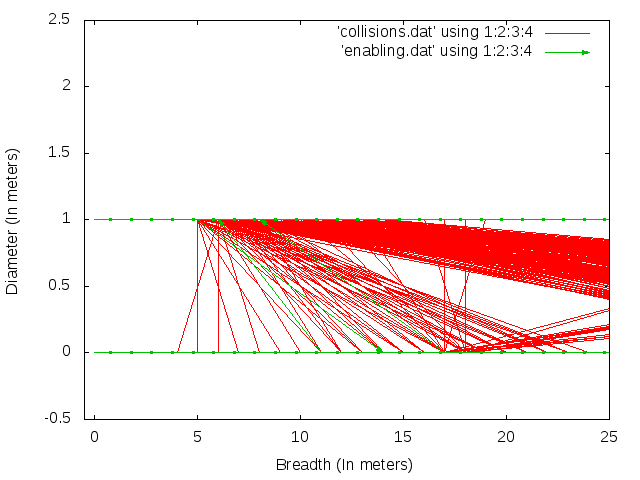 2.5
2
1.5
1
0.5
0
-0.5
Diameter (In meters)
'collisions.dat' using 1:2:3:4
'enabling.dat' using 1:2:3:4
0 5 10 15 20 25
Breadth (In meters)